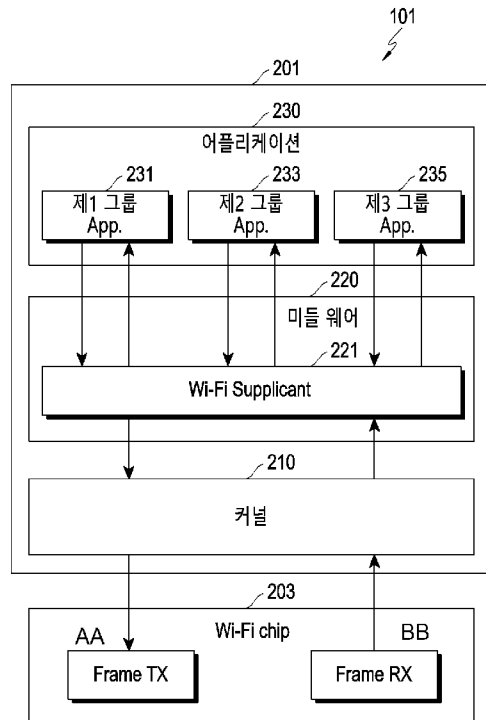 101
201
230
어플리케이션
231
233
235
제1 그룹
App.
제2 그룹
App.
제3 그룹
App.
220
미들 웨어
221
Wi-Fi Supplicant
210
커널
203
Wi-Fi chip
AA
BB
Frame TX
Frame RX